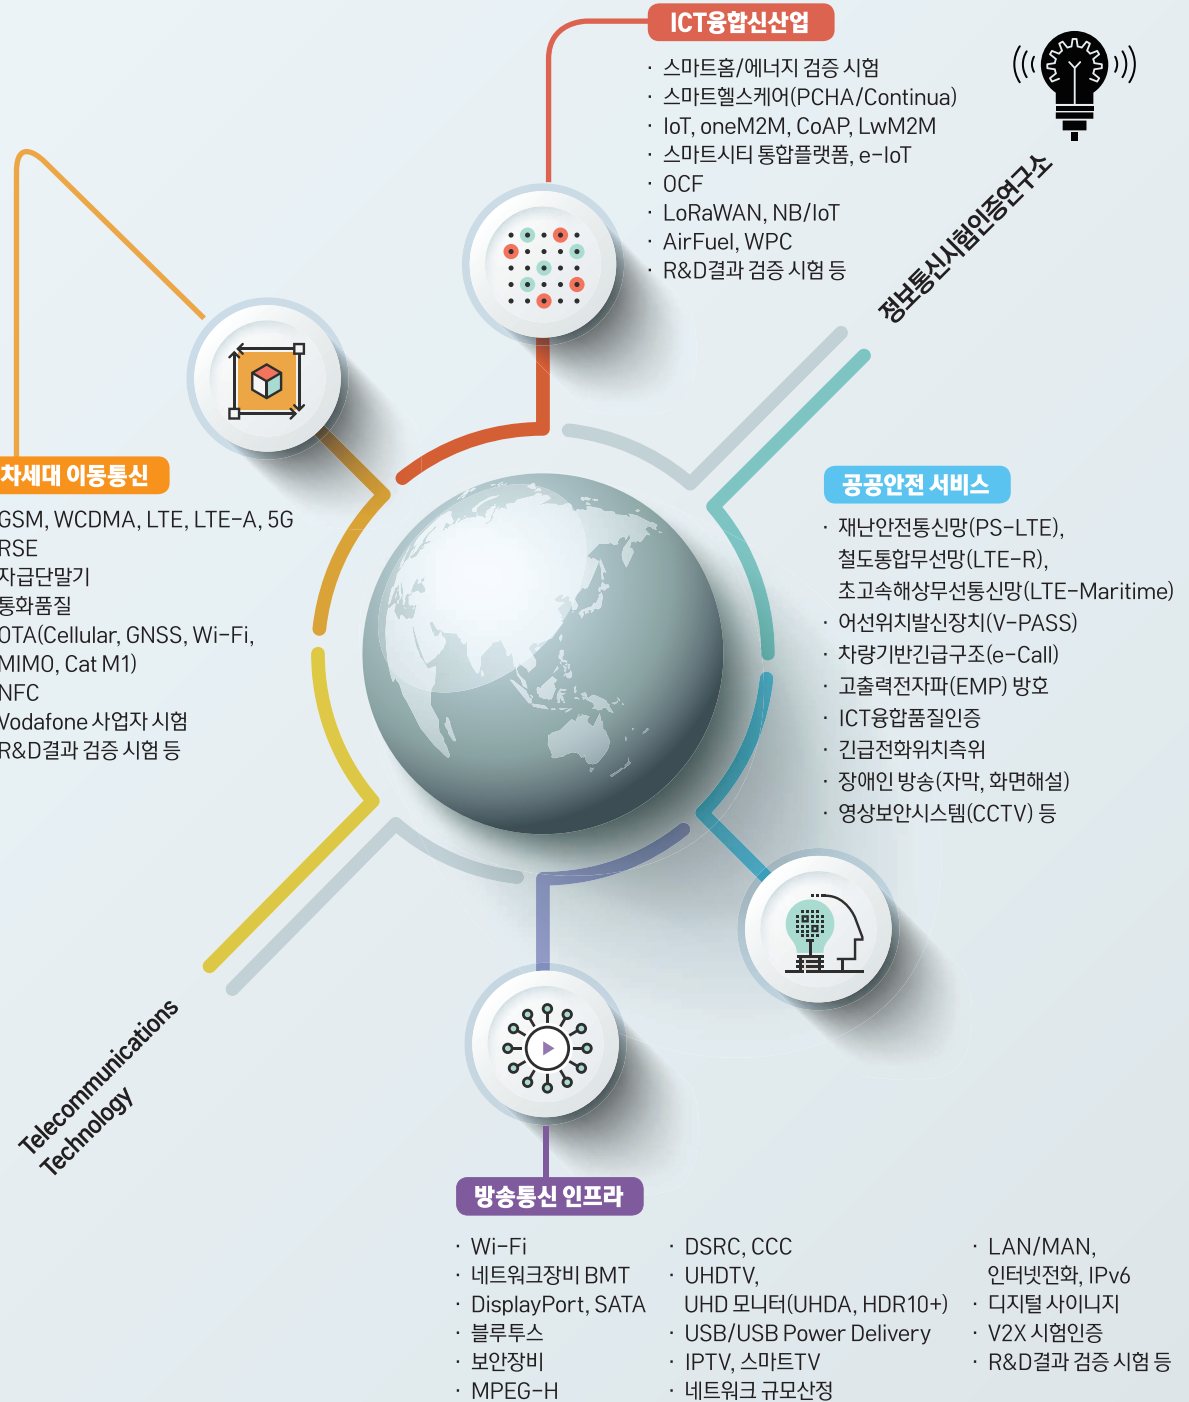 ICT융합신산업
· 스마트홈/에너지 검증 시험
· 스마트헬스케어(PCHA/Continua)
· IoT, oneM2M, CoAP, LwM2M
· 스마트시티 통합플랫폼, e-IoT
· OCF
· LoRaWAN, NB/IoT
· AirFuel, WPC
· R&D결과 검증 시험 등
정보통신시험인증연구소
차세대 이동통신
GSM, WCDMA, LTE, LTE-A, 5G
RSE
자급단말기
통화품질
OTA(Cellular, GNSS, Wi-Fi,
MIMO, Cat M1)
NFC
Vodafone 사업자 시험
R&D결과 검증 시험 등
공공안전 서비스
· 재난안전통신망(PS-LTE),
철도통합무선망(LTE-R),
초고속해상무선통신망(LTE-Maritime)
· 어선위치발신장치(V-PASS)
· 차량기반긴급구조(e-Call)
· 고출력전자파(EMP) 방호
· ICT융합품질인증
· 긴급전화위치측위
· 장애인 방송(자막, 화면해설)
· 영상보안시스템(CCTV) 등
Telecommunications
Technology
방송통신 인프라
· Wi-Fi
· 네트워크장비 BMT
· DisplayPort, SATA
· 블루투스
· 보안장비
· MPEG-H
· DSRC, CCC
· UHDTV,
UHD 모니터(UHDA, HDR10+)
· USB/USB Power Delivery
· IPTV, 스마트TV
· 네트워크 규모산정
· LAN/MAN,
인터넷전화, IPv6
· 디지털 사이니지
· V2X 시험인증
· R&D결과 검증 시험 등